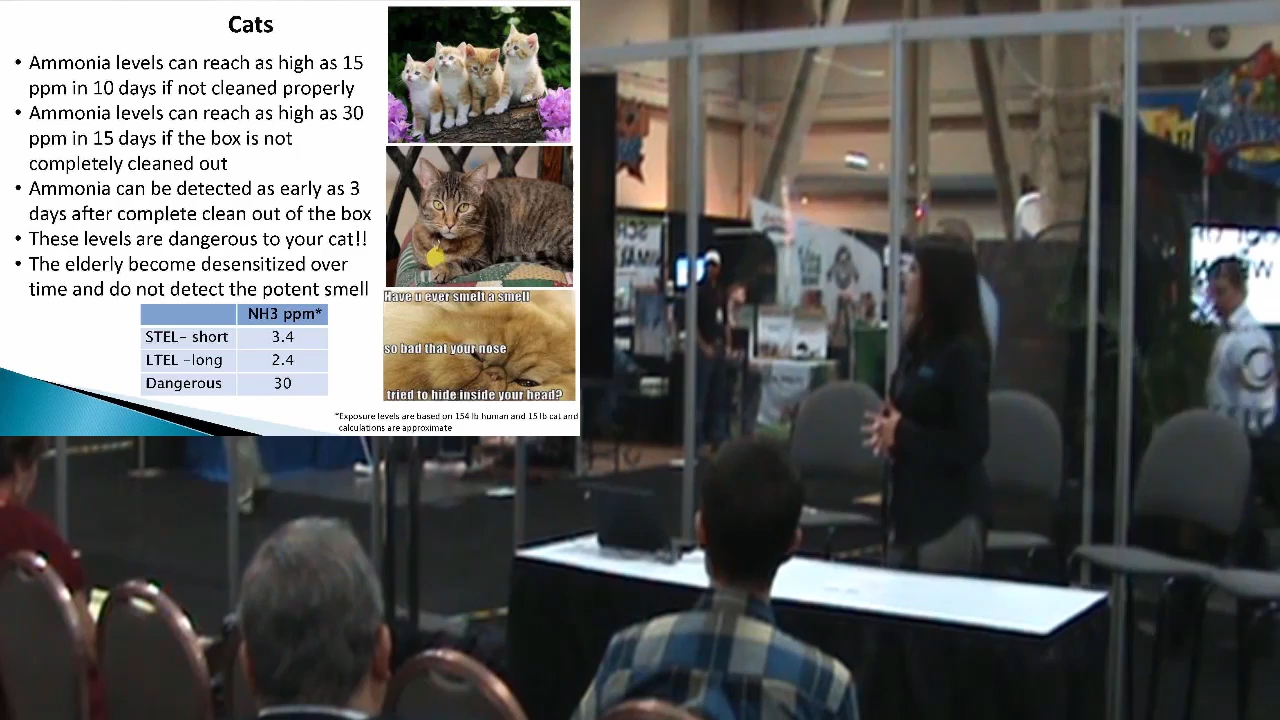 Cats
• Ammonia levels can reach as high as 15
ppm in 10 days if not cleaned properly
• Ammonia levels can reach as high as 30
ppm in 15 days if the box is not
completely cleaned out
• Ammonia can be detected as early as 3
days after complete clean out of the box
• These levels are dangerous to your cat!!
• The elderly become desensitized over
time and do not detect the potent smell
NH3 ppm*
STEL- short 3.4
LTEL -long 2.4
Dangerous 30
Have u ever smelt a smell
so bad that your nose
tried to hide inside your head?
*Exposure levels are based on 154 lb human and 15 lb cat and
calculations are approximate